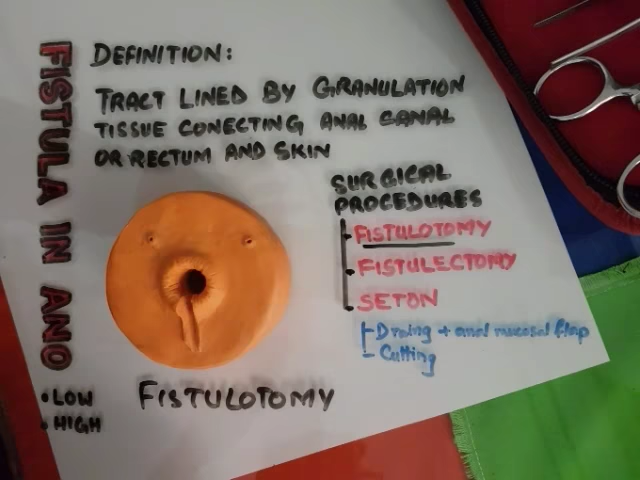 FISTULA IN ANO
• LOW
• HIGH
DEFINITION:
TRACT LINED BY GRANULATION
TISSUE CONECTING ANAL CANAL
OR RECTUM AND SKIN
SURGICAL
PROCEDURES
FISTULOTOMY
FISTULECTOMY
SETON
Draing + anal mucosal flap
Cutting
FISTULOTOMY